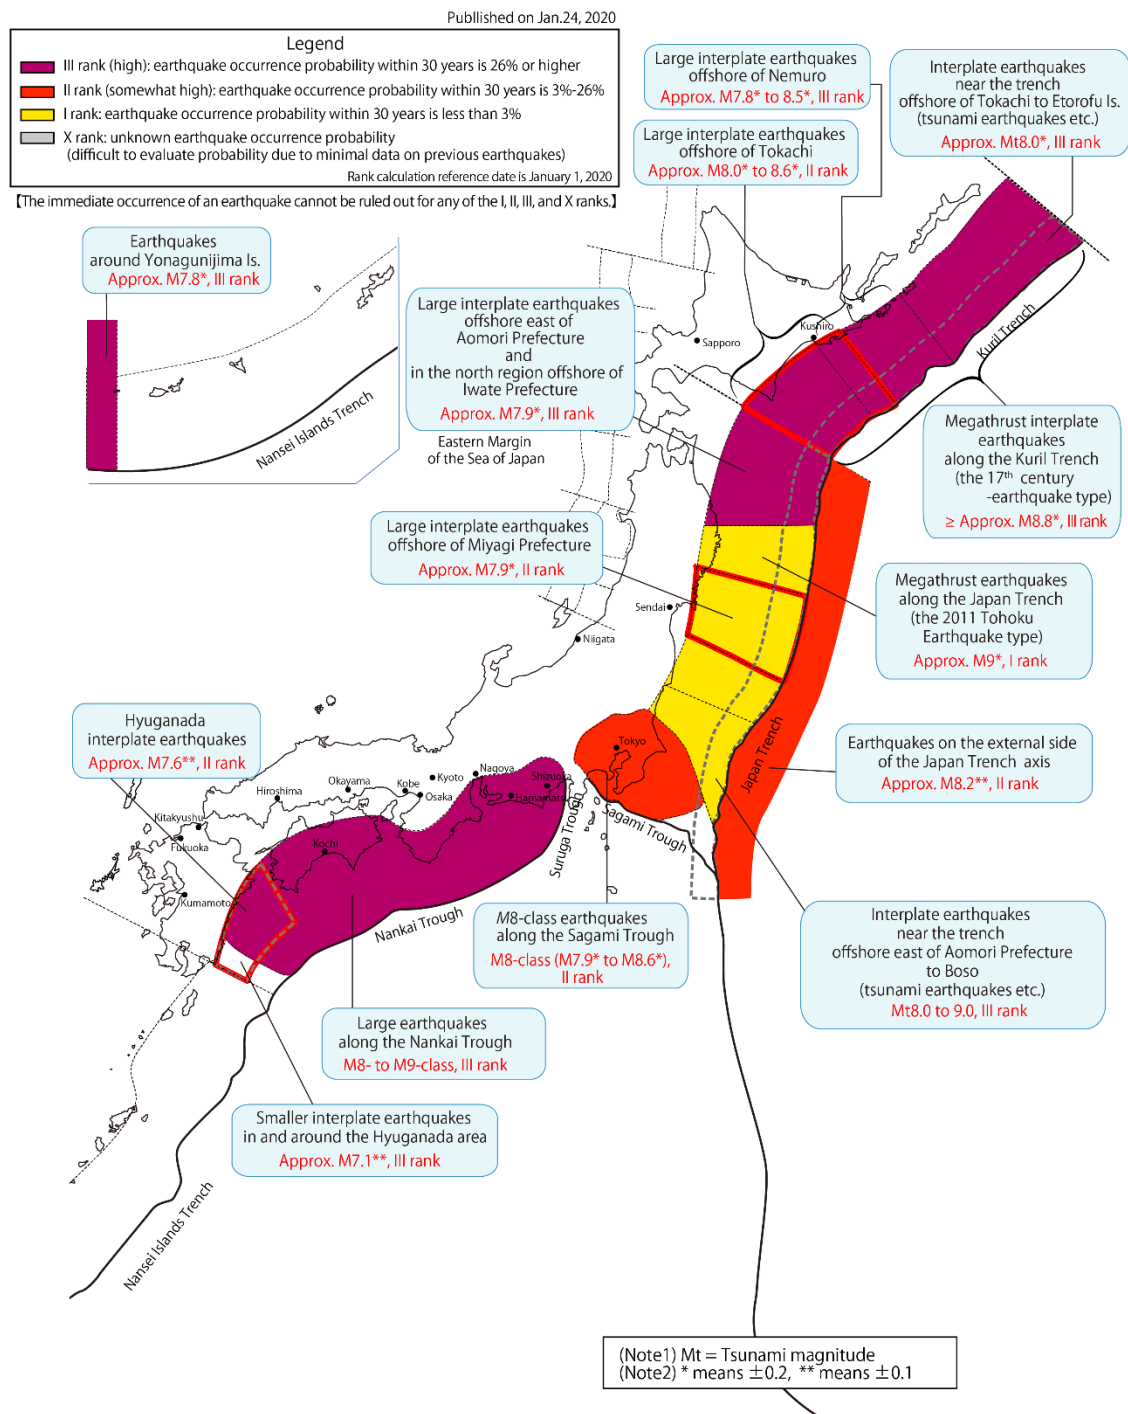 Publlished on Jan.24, 2020
Legend
III rank (high): earthquake occurrence probability within 30 years is 26% or higher
II rank (somewhat high): earthquake occurrence probability within 30 years is 3%-26%
I rank: earthquake occurrence probability within 30 years is less than 3%
X rank: unknown earthquake occurrence probability
(difficult to evaluate probability due to minimal data on previous earthquakes)
Rank calculation reference date is January 1, 2020
【The immediate occurrence of an earthquake cannot be ruled out for any of the I, II, III, and X ranks.】
Large interplate earthquakes
offshore of Nemuro
Approx. M7.8* to 8.5*, III rank
Interplate earthquakes
near the trench
offshore of Tokachi to Etorofu Is.
(tsunami earthquakes etc.)
Approx. Mt8.0*, III rank
Large interplate earthquakes
offshore of Tokachi
Approx. M8.0* to 8.6*, II rank
Earthquakes
around Yonagunijima Is.
Approx. M7.8*, III rank
Nansei Islands Trench
Large interplate earthquakes
offshore east of
Aomori Prefecture
and
in the north region offshore of
Iwate Prefecture
Approx. M7.9*, III rank
Eastern Margin
of the Sea of Japan
Sapporo
Kushiro
Kuril Trench
Megathrust interplate
earthquakes
along the Kuril Trench
(the 17th century
-earthquake type)
≥ Approx. M8.8*, III rank
Large interplate earthquakes
offshore of Miyagi Prefecture
Approx. M7.9*, II rank
Megathrust earthquakes
along the Japan Trench
(the 2011 Tohoku
Earthquake type)
Approx. M9*, I rank
Sendai
Niigata
Hyuganada
interplate earthquakes
Approx. M7.6**, II rank
Earthquakes on the external side
of the Japan Trench axis
Approx. M8.2**, II rank
Japan Trench
Tokyo
Nagoya
Shizuoka
Kyoto
Okayama
Kobe
Osaka
Hamamatsu
Hiroshima
Kitakyushu
Fukuoka
Kochi
Kumamoto
Suruga Trough
Sagami Trough
Nankai Trough
M8-class earthquakes
along the Sagami Trough
M8-class (M7.9* to M8.6*),
II rank
Interplate earthquakes
near the trench
offshore east of Aomori Prefecture
to Boso
(tsunami earthquakes etc.)
Mt8.0 to 9.0, III rank
Large earthquakes
along the Nankai Trough
M8- to M9-class, III rank
Smaller interplate earthquakes
in and around the Hyuganada area
Approx. M7.1**, III rank
Nansei Islands Trench
(Note1) Mt = Tsunami magnitude
(Note2) * means ±0.2, ** means ±0.1